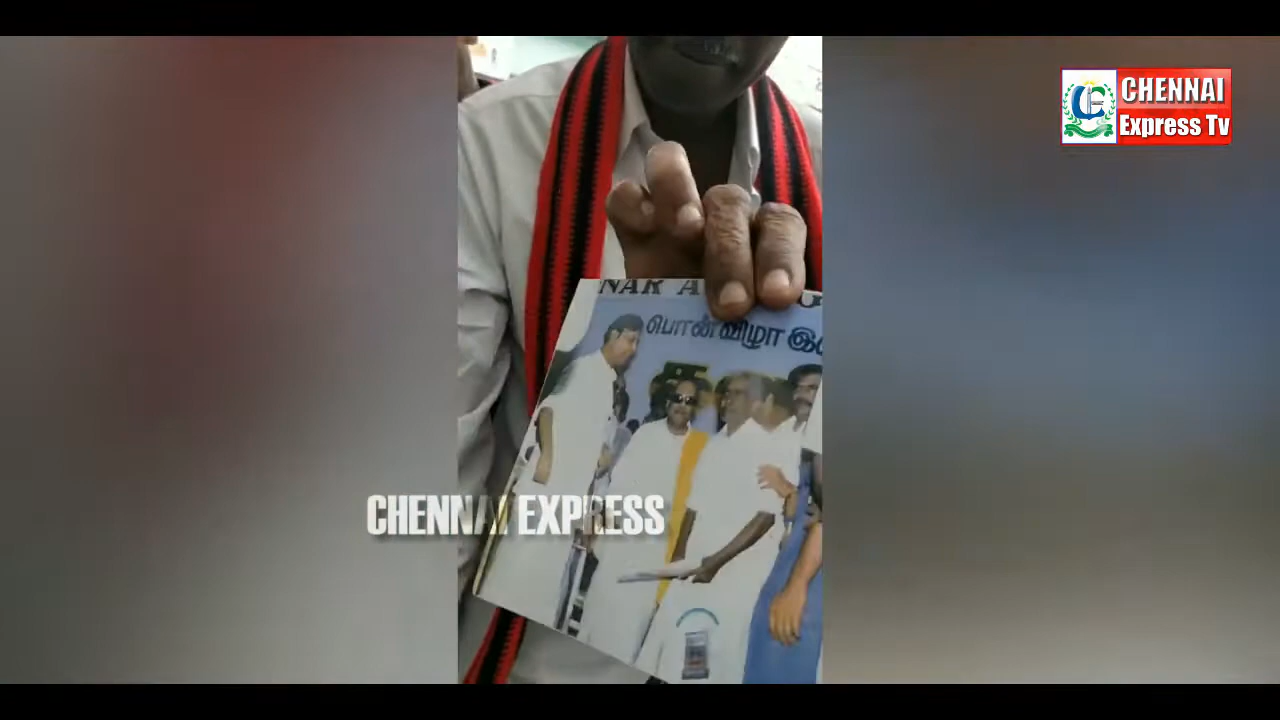 CHENNAI
Express Tv
NAR A
பொன்விழா
CHENNAI EXPRESS